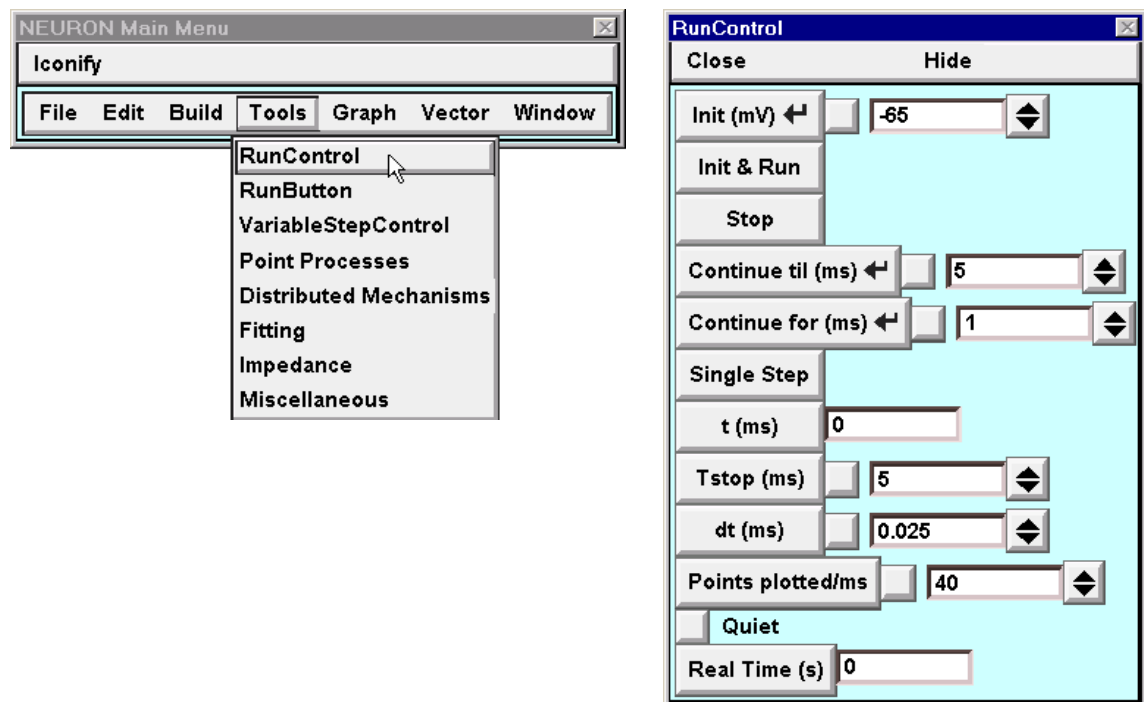 NEURON Main Menu
Iconify
File Edit Build Tools Graph Vector Window
RunControl
RunButton
VariableStepControl
Point Processes
Distributed Mechanisms
Fitting
Impedance
Miscellaneous
RunControl
Close Hide
Init (mV) -65
Init & Run
Stop
Continue til (ms) 5
Continue for (ms) 1
Single Step
t (ms) 0
Tstop (ms) 5
dt (ms) 0.025
Points plotted/ms 40
Quiet
Real Time (s) 0